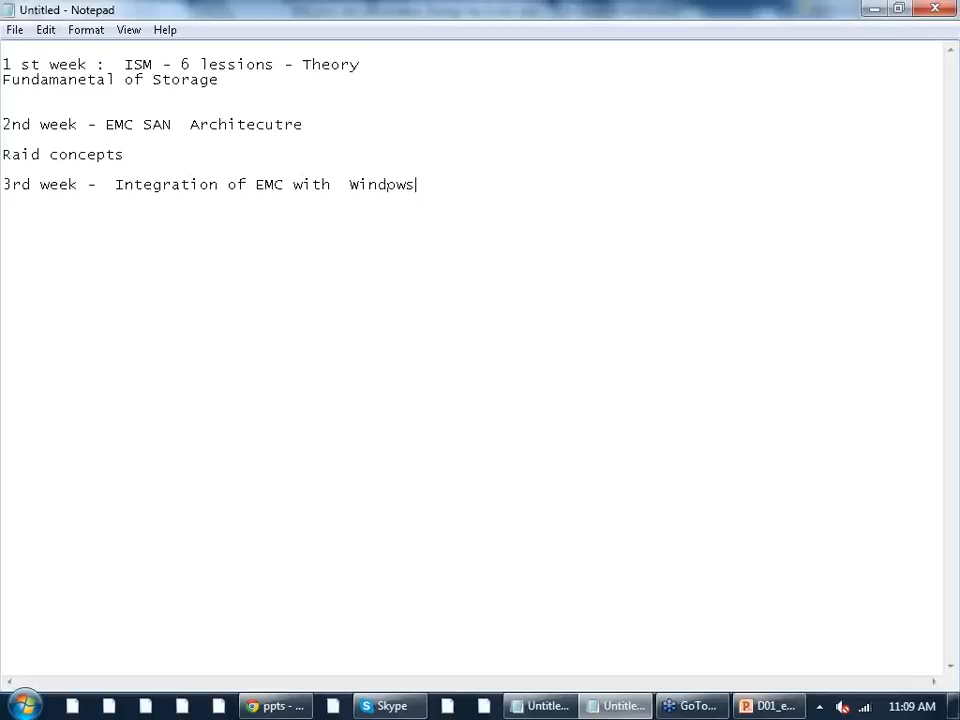 Untitled - Notepad
File Edit Format View Help
1 st week :  ISM - 6 lessions - Theory
Fundamanetal of Storage
2nd week - EMC SAN  Architecutre
Raid concepts
3rd week -  Integration of EMC with  Windows
ppts - ... Skype Untitle... Untitle... GoTo... D01_e... 11:09 AM